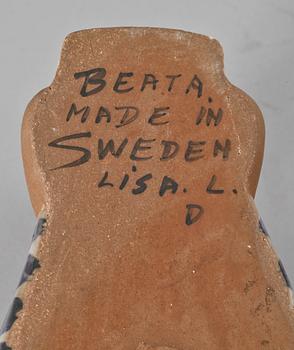 BEATA.
MADE iN
SWEDEN
LiSA. L.
D